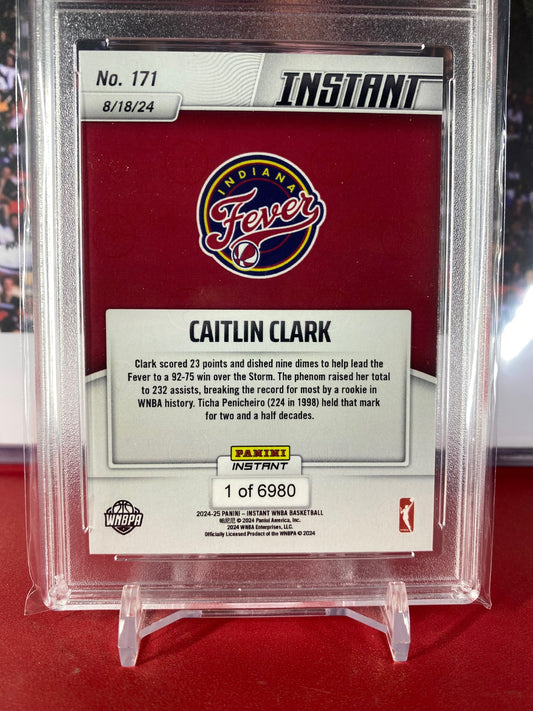 No. 171
INSTANT
8/18/24
INDIANA
Fever
CAITLIN CLARK
Clark scored 23 points and dished nine dimes to help lead the
Fever to a 92-75 win over the Storm. The phenom raised her total
to 232 assists, breaking the record for most by a rookie in
WNBA history. Ticha Penicheiro (224 in 1998) held that mark
for two and a half decades.
PANINI
INSTANT
1 of 6980
WNBPA
2024-25 PANINI – INSTANT WNBA BASKETBALL
帕尼尼 © 2024 Panini America, Inc.
2024 WNBA Enterprises, LLC.
Officially Licensed Product of the WNBPA © 2024